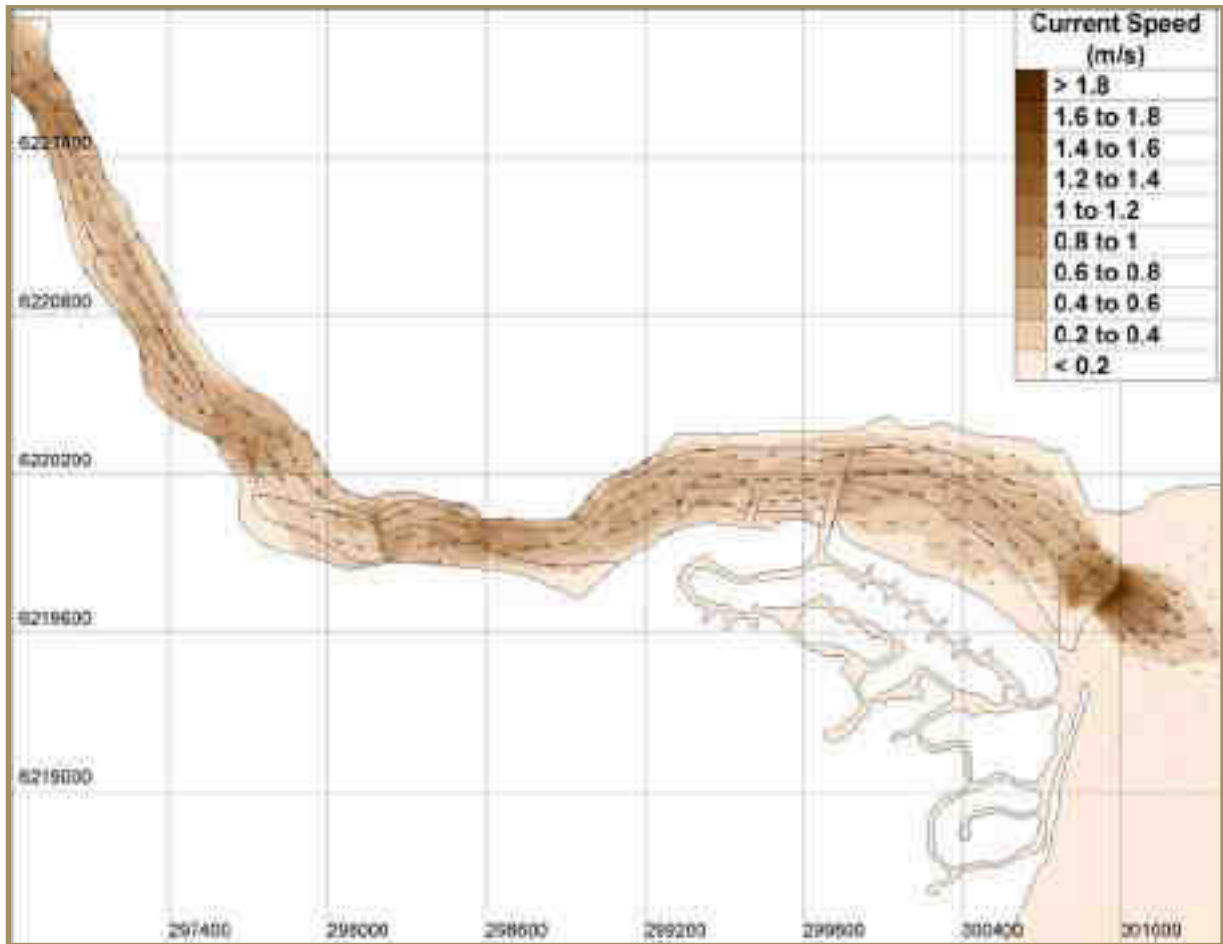 Current Speed
(m/s)
> 1.8
1.6 to 1.8
1.4 to 1.6
1.2 to 1.4
1 to 1.2
0.8 to 1
0.6 to 0.8
0.4 to 0.6
0.2 to 0.4
< 0.2
6221400
6220800
6220200
6219600
6219000
297400
298000
298600
299200
299800
300400
301000